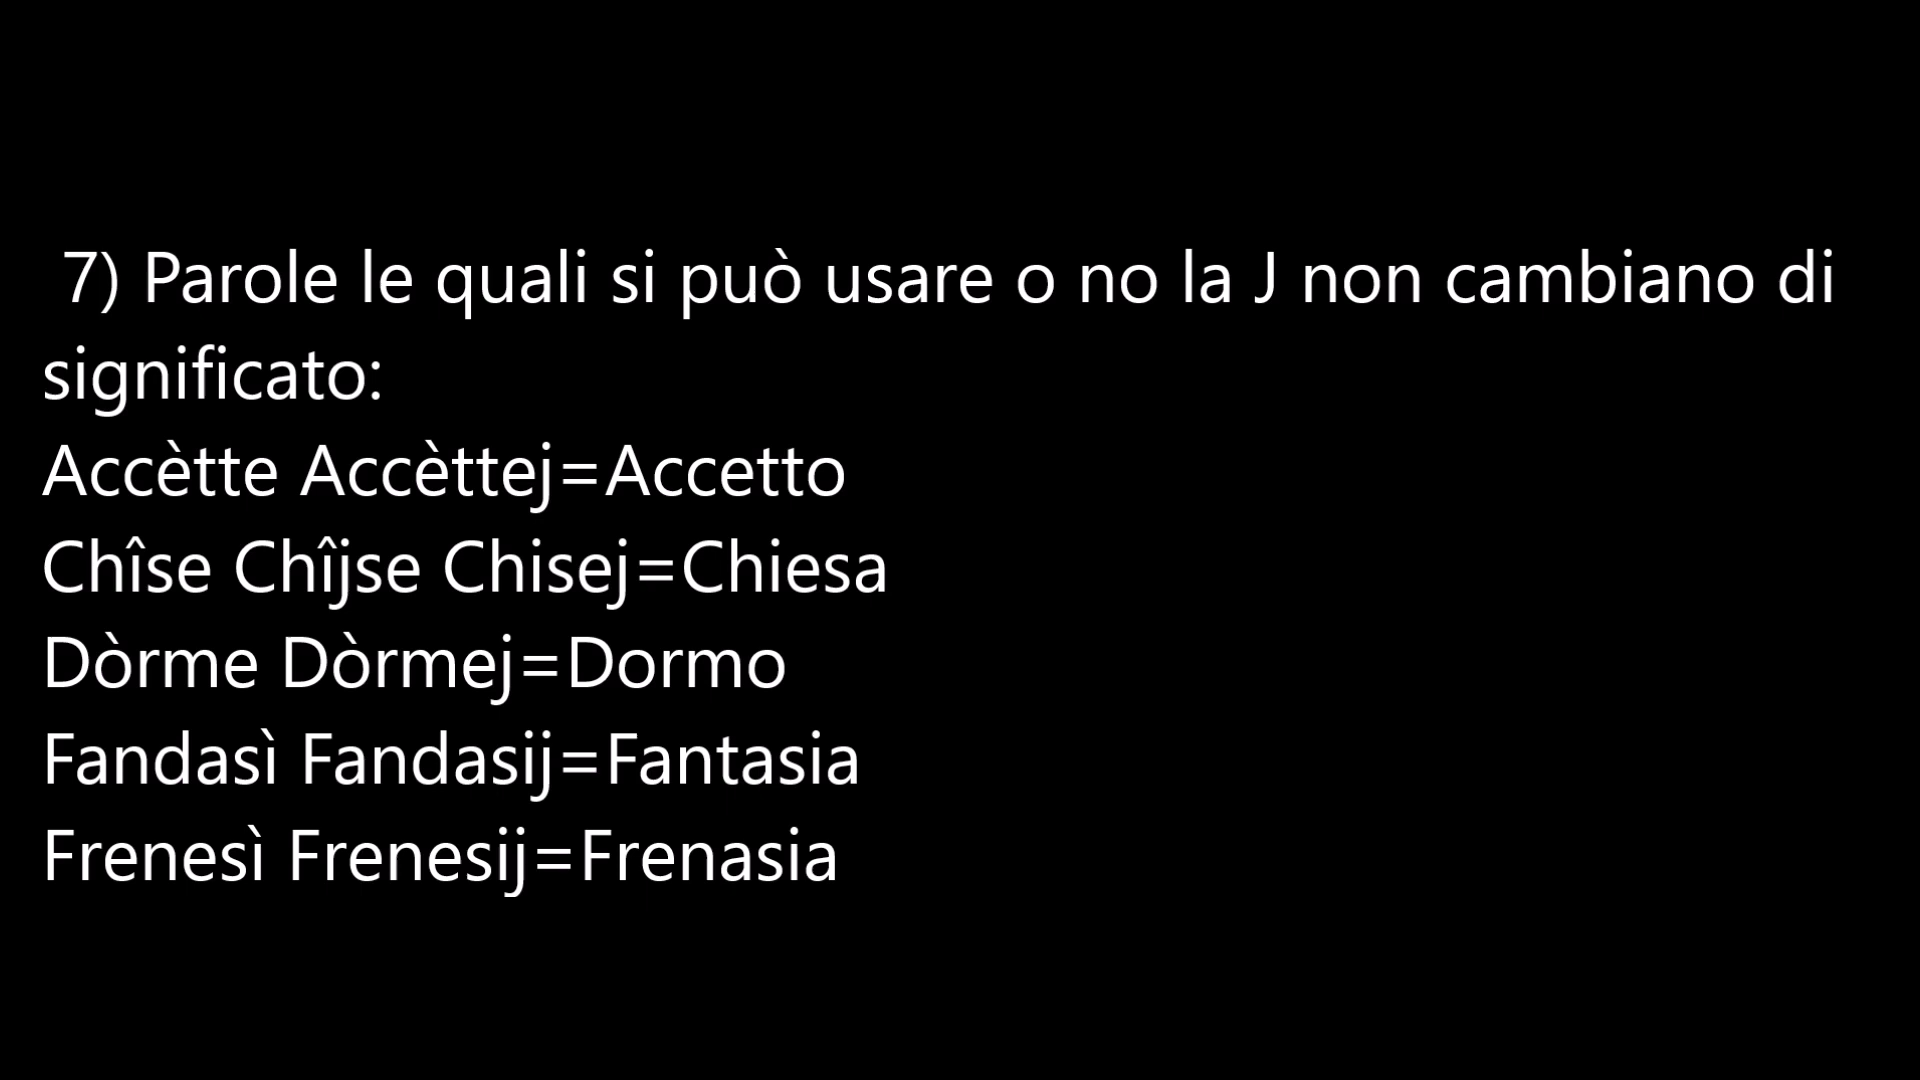 7) Parole le quali si può usare o no la J non cambiano di
significato:
Accètte Accèttej=Accetto
Chîse Chîjse Chisej=Chiesa
Dòrme Dòrmej=Dormo
Fandasì Fandasij=Fantasia
Frenesì Frenesij=Frenasia